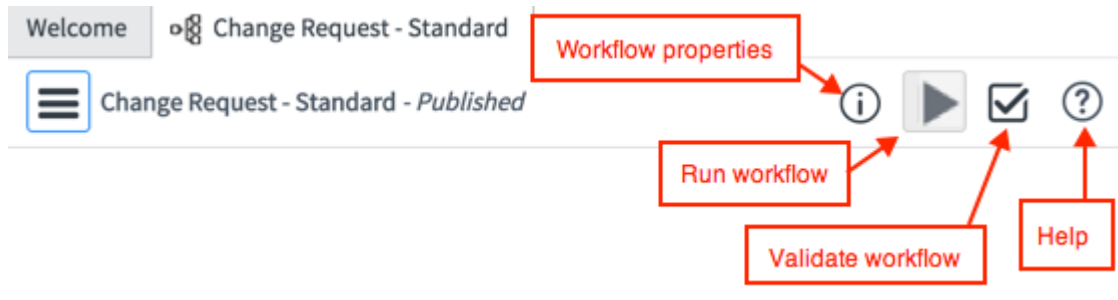 Welcome
Change Request - Standard
Workflow properties
Change Request - Standard - Published
Run workflow
Validate workflow
Help